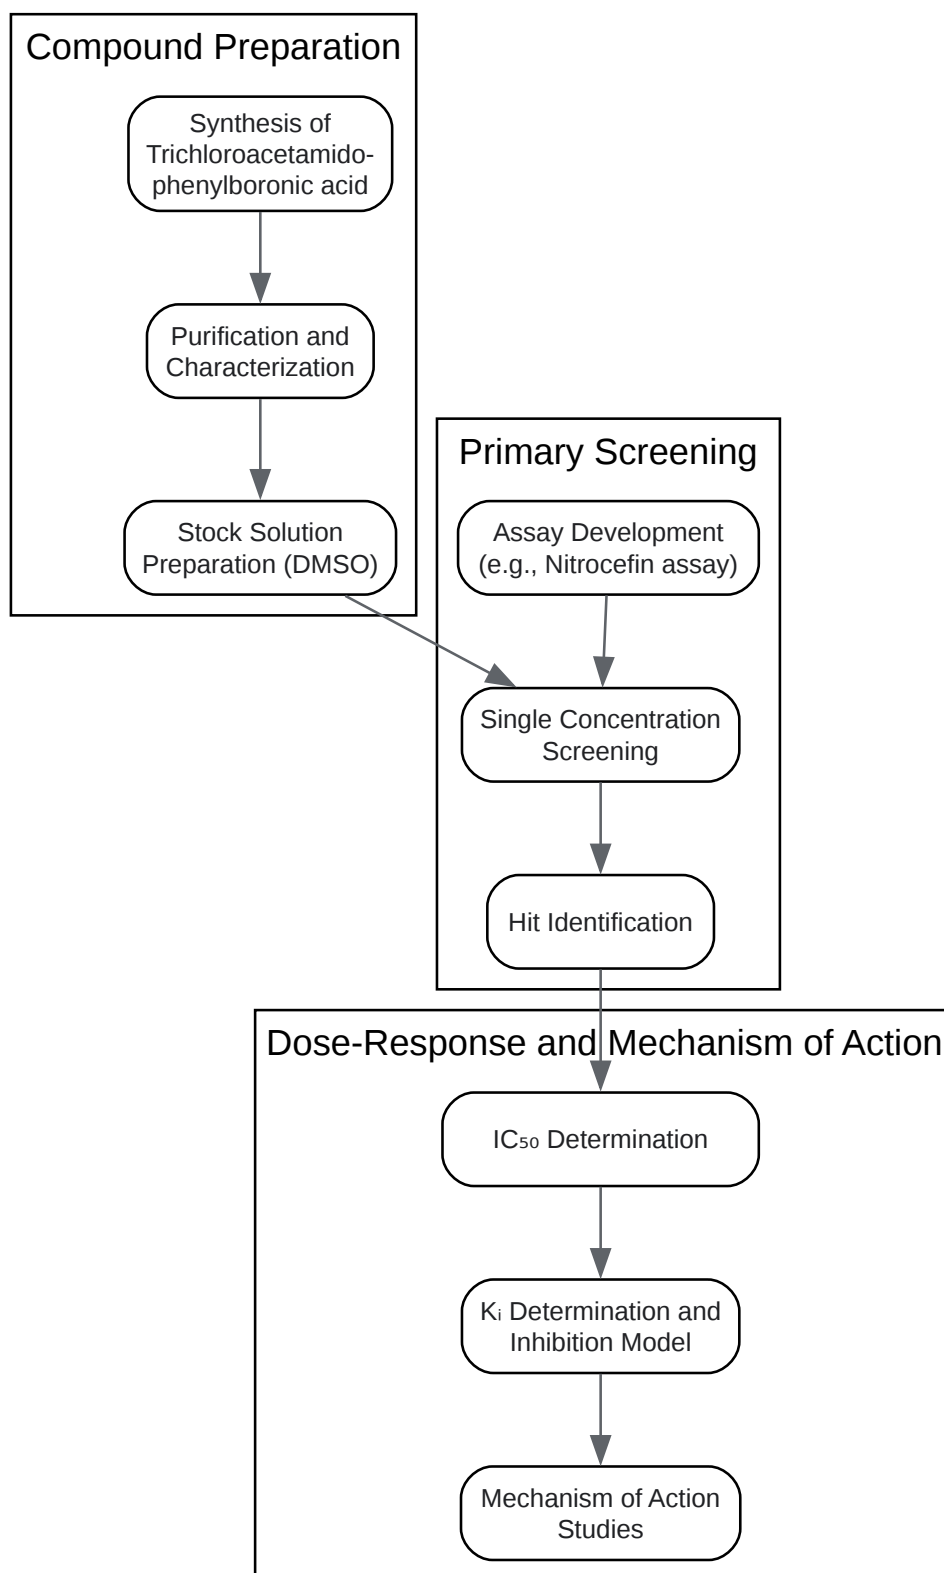 Compound Preparation
Synthesis of
Trichloroacetamido-
phenylboronic acid
Purification and
Characterization
Stock Solution
Preparation (DMSO)
Primary Screening
Assay Development
(e.g., Nitrocefin assay)
Single Concentration
Screening
Hit Identification
Dose-Response and Mechanism of Action
IC₅₀ Determination
Kᵢ Determination and
Inhibition Model
Mechanism of Action
Studies